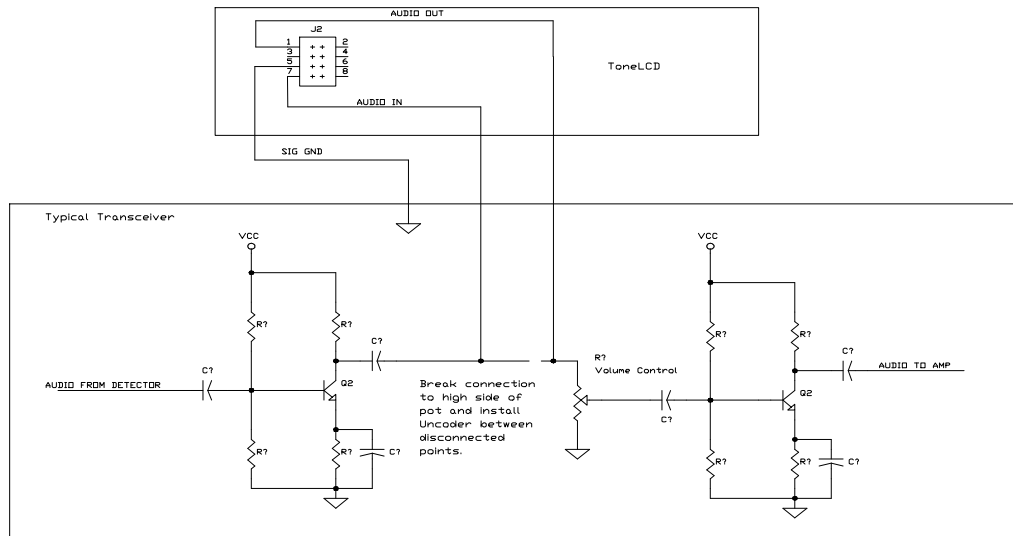 AUDIO OUT
J2
1 2
3 4
5 6
7 8
ToneLCD
AUDIO IN
SIG GND
Typical Transceiver
VCC
VCC
R?
R?
R?
R?
C?
R?
Volume Control
C?
AUDIO TO AMP
C?
AUDIO FROM DETECTOR
Q2
Break connection
to high side of
pot and install
Uncoder between
disconnected
points.
C?
Q2
R?
R?
C?
R?
R?
C?